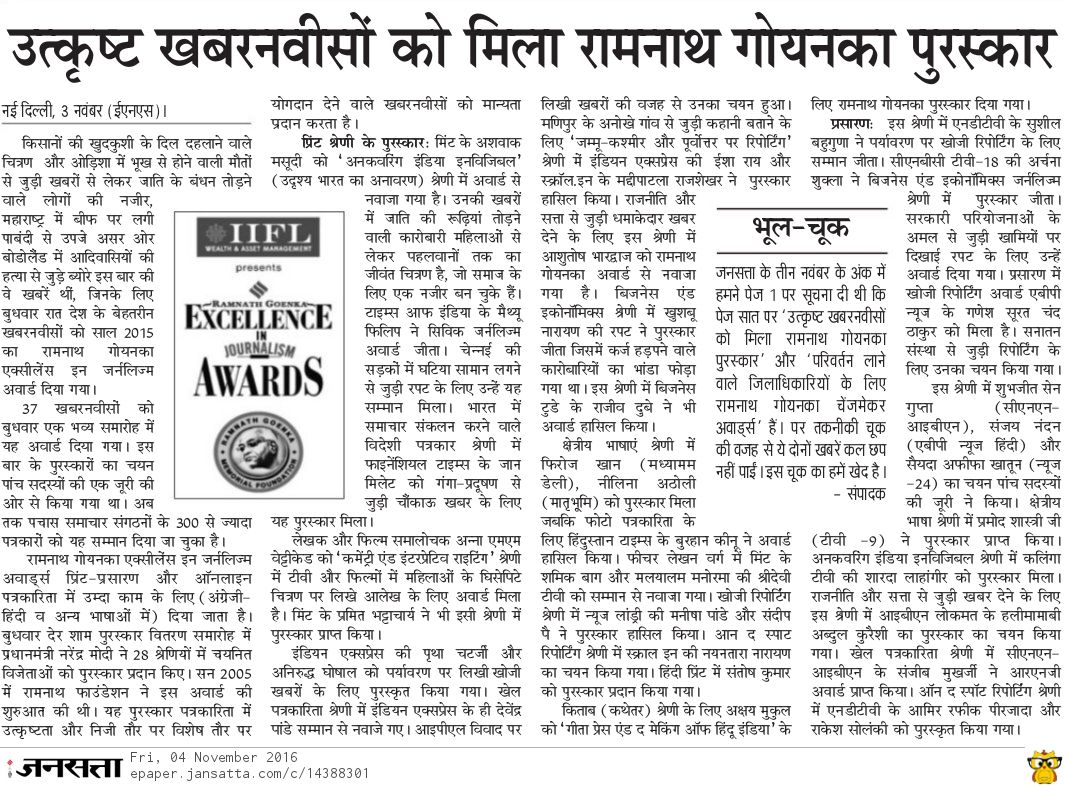 उत्कृष्ट खबरनवीसों को मिला रामनाथ गोयनका पुरस्कार
नई दिल्ली, 3 नवंबर (ईएनएस)।
किसानों की खुदकुशी के दिल दहलाने वाले
चित्रण और ओड़िशा में भूख से होने वाली मौतों
से जुड़ी खबरों से लेकर जाति के बंधन तोड़ने
वाले लोगों की नजीर,
महाराष्ट्र में बीफ पर लगी
पाबंदी से उपजे असर ओर
बोडोलैंड में आदिवासियों की
हत्या से जुड़े ब्योरे इस बार की
वे खबरें थीं, जिनके लिए
बुधवार रात देश के बेहतरीन
खबरनवीसों को साल 2015
का रामनाथ गोयनका
एक्सीलेंस इन जर्नलिज्म
अवार्ड दिया गया।
37 खबरनवीसों को
बुधवार एक भव्य समारोह में
यह अवार्ड दिया गया। इस
बार के पुरस्कारों का चयन
पांच सदस्यों की एक जूरी की
ओर से किया गया था। अब
तक पचास समाचार संगठनों के 300 से ज्यादा
पत्रकारों को यह सम्मान दिया जा चुका है।
रामनाथ गोयनका एक्सीलेंस इन जर्नलिज्म
अवार्ड्स प्रिंट-प्रसारण और ऑनलाइन
पत्रकारिता में उम्दा काम के लिए (अंग्रेजी-
हिंदी व अन्य भाषाओं में) दिया जाता है।
बुधवार देर शाम पुरस्कार वितरण समारोह में
प्रधानमंत्री नरेंद्र मोदी ने 28 श्रेणियों में चयनित
विजेताओं को पुरस्कार प्रदान किए। सन 2005
में रामनाथ फाउंडेशन ने इस अवार्ड की
शुरुआत की थी। यह पुरस्कार पत्रकारिता में
उत्कृष्टता और निजी तौर पर विशेष तौर पर
IIFL
WEALTH & ASSET MANAGEMENT
presents
RAMNATH GOENKA
EXCELLENCE
IN
JOURNALISM
AWARDS
RAMNATH GOENKA
MEMORIAL FOUNDATION
योगदान देने वाले खबरनवीसों को मान्यता
प्रदान करता है।
प्रिंट श्रेणी के पुरस्कार: मिंट के अशवाक
मसूदी को 'अनकवरिंग इंडिया इनविजिबल'
(उदृश्य भारत का अनावरण) श्रेणी में अवार्ड से
नवाजा गया है। उनकी खबरों
में जाति की रूढ़ियां तोड़ने
वाली कारोबारी महिलाओं से
लेकर पहलवानों तक का
जीवंत चित्रण है, जो समाज के
लिए एक नजीर बन चुके हैं।
टाइम्स आफ इंडिया के मैथ्यू
फिलिप ने सिविक जर्नलिज्म
अवार्ड जीता। चेन्नई की
सड़कों में घटिया सामान लगने
से जुड़ी रपट के लिए उन्हें यह
सम्मान मिला। भारत में
समाचार संकलन करने वाले
विदेशी पत्रकार श्रेणी में
फाइनेंशियल टाइम्स के जान
मिलेट को गंगा-प्रदूषण से
जुड़ी चौंकाऊ खबर के लिए
यह पुरस्कार मिला।
लेखक और फिल्म समालोचक अन्ना एमएम
वेट्टीकेड को 'कमेंट्री एंड इंटरप्रेटिव राइटिंग' श्रेणी
में टीवी और फिल्मों में महिलाओं के घिसेपिटे
चित्रण पर लिखे आलेख के लिए अवार्ड मिला
है। मिंट के प्रमित भट्टाचार्य ने भी इसी श्रेणी में
पुरस्कार प्राप्त किया।
इंडियन एक्सप्रेस की पृथा चटर्जी और
अनिरुद्ध घोषाल को पर्यावरण पर लिखी खोजी
खबरों के लिए पुरस्कृत किया गया। खेल
पत्रकारिता श्रेणी में इंडियन एक्सप्रेस के ही देवेंद्र
पांडे सम्मान से नवाजे गए। आइपीएल विवाद पर
लिखी खबरों की वजह से उनका चयन हुआ।
मणिपुर के अनोखे गांव से जुड़ी कहानी बताने के
लिए 'जम्मू-कश्मीर और पूर्वोत्तर पर रिपोर्टिंग'
श्रेणी में इंडियन एक्सप्रेस की ईशा राय और
स्क्रॉल.इन के मद्दीपाटला राजशेखर ने पुरस्कार
हासिल किया। राजनीति और
सत्ता से जुड़ी धमाकेदार खबर
देने के लिए इस श्रेणी में
आशुतोष भारद्वाज को रामनाथ
गोयनका अवार्ड से नवाजा
गया है। बिजनेस एंड
इकोनॉमिक्स श्रेणी में खुशबू
नारायण की रपट ने पुरस्कार
जीता जिसमें कर्ज हड़पने वाले
कारोबारियों का भांडा फोड़ा
गया था। इस श्रेणी में बिजनेस
टुडे के राजीव दुबे ने भी
अवार्ड हासिल किया।
क्षेत्रीय भाषाएं श्रेणी में
फिरोज खान (मध्यामम
डेली), नीलिना अठोली
(मातृभूमि) को पुरस्कार मिला
जबकि फोटो पत्रकारिता के
लिए हिंदुस्तान टाइम्स के बुरहान कीनू ने अवार्ड
हासिल किया। फीचर लेखन वर्ग में मिंट के
शमिक बाग और मलयालम मनोरमा की श्रीदेवी
टीवी को सम्मान से नवाजा गया। खोजी रिपोर्टिंग
श्रेणी में न्यूज लांड्री की मनीषा पांडे और संदीप
पै ने पुरस्कार हासिल किया। आन द स्पाट
रिपोर्टिंग श्रेणी में स्क्राल इन की नयनतारा नारायण
का चयन किया गया। हिंदी प्रिंट में संतोष कुमार
को पुरस्कार प्रदान किया गया।
किताब (कथेतर) श्रेणी के लिए अक्षय मुकुल
को 'गीता प्रेस एंड द मेकिंग ऑफ हिंदू इंडिया' के
भूल-चूक
जनसत्ता के तीन नवंबर के अंक में
हमने पेज 1 पर सूचना दी थी कि
पेज सात पर 'उत्कृष्ट खबरनवीसों
को मिला रामनाथ गोयनका
पुरस्कार' और 'परिवर्तन लाने
वाले जिलाधिकारियों के लिए
रामनाथ गोयनका चेंजमेकर
अवार्ड्स' हैं। पर तकनीकी चूक
की वजह से ये दोनों खबरें कल छप
नहीं पाईं। इस चूक का हमें खेद है।
- संपादक
लिए रामनाथ गोयनका पुरस्कार दिया गया।
प्रसारण: इस श्रेणी में एनडीटीवी के सुशील
बहुगुणा ने पर्यावरण पर खोजी रिपोर्टिंग के लिए
सम्मान जीता। सीएनबीसी टीवी-18 की अर्चना
शुक्ला ने बिजनेस एंड इकोनॉमिक्स जर्नलिज्म
श्रेणी में पुरस्कार जीता।
सरकारी परियोजनाओं के
अमल से जुड़ी खामियों पर
दिखाई रपट के लिए उन्हें
अवार्ड दिया गया। प्रसारण में
खोजी रिपोर्टिंग अवार्ड एबीपी
न्यूज के गणेश सूरत चंद
ठाकुर को मिला है। सनातन
संस्था से जुड़ी रिपोर्टिंग के
लिए उनका चयन किया गया।
इस श्रेणी में शुभजीत सेन
गुप्ता (सीएनएन-
आइबीएन), संजय नंदन
(एबीपी न्यूज हिंदी) और
सैयदा अफीफा खातून (न्यूज
-24) का चयन पांच सदस्यों
की जूरी ने किया। क्षेत्रीय
भाषा श्रेणी में प्रमोद शास्त्री जी
(टीवी -9) ने पुरस्कार प्राप्त किया।
अनकवरिंग इंडिया इनविजिबल श्रेणी में कलिंगा
टीवी की शारदा लाहांगीर को पुरस्कार मिला।
राजनीति और सत्ता से जुड़ी खबर देने के लिए
इस श्रेणी में आइबीएन लोकमत के हलीमामाबी
अब्दुल कुरैशी का पुरस्कार का चयन किया
गया। खेल पत्रकारिता श्रेणी में सीएनएन-
आइबीएन के संजीब मुखर्जी ने आरएनजी
अवार्ड प्राप्त किया। ऑन द स्पॉट रिपोर्टिंग श्रेणी
में एनडीटीवी के आमिर रफीक पीरजादा और
राकेश सोलंकी को पुरस्कृत किया गया।
जनसत्ता
Fri, 04 November 2016
epaper.jansatta.com/c/14388301